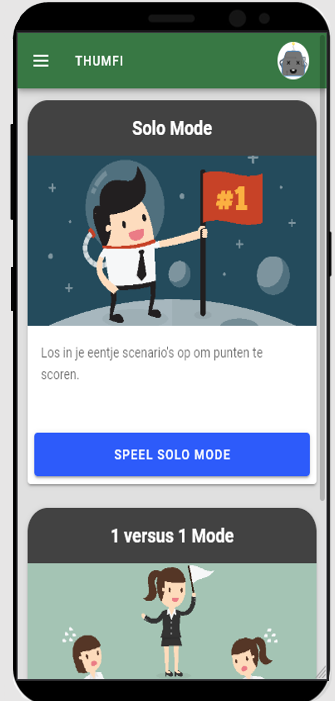 THUMFI
Solo Mode
#1
Los in je eentje scenario's op om punten te
scoren.
SPEEL SOLO MODE
1 versus 1 Mode